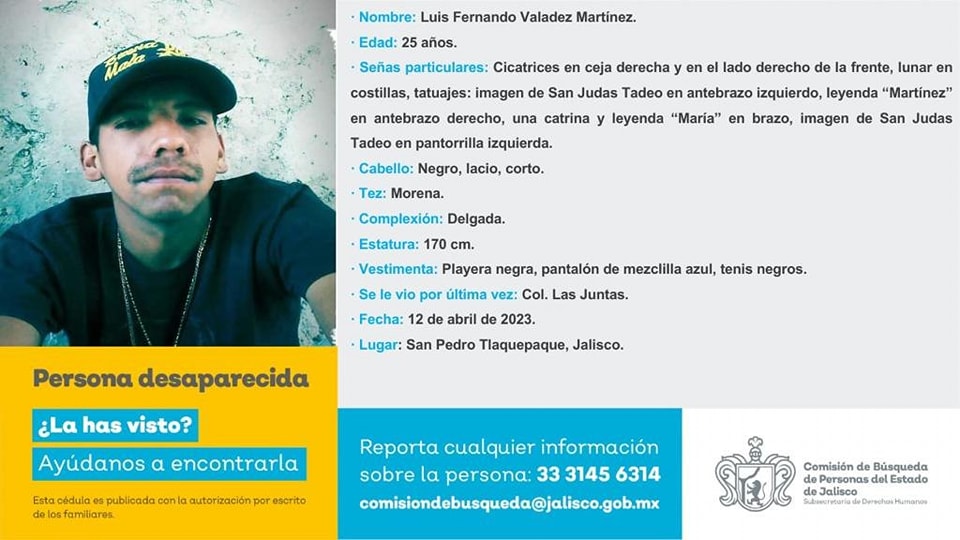 Buena
Mala
· Nombre: Luis Fernando Valadez Martínez.
· Edad: 25 años.
· Señas particulares: Cicatrices en ceja derecha y en el lado derecho de la frente, lunar en
costillas, tatuajes: imagen de San Judas Tadeo en antebrazo izquierdo, leyenda “Martínez”
en antebrazo derecho, una catrina y leyenda “María” en brazo, imagen de San Judas
Tadeo en pantorrilla izquierda.
· Cabello: Negro, lacio, corto.
· Tez: Morena.
· Complexión: Delgada.
· Estatura: 170 cm.
· Vestimenta: Playera negra, pantalón de mezclilla azul, tenis negros.
· Se le vio por última vez: Col. Las Juntas.
· Fecha: 12 de abril de 2023.
· Lugar: San Pedro Tlaquepaque, Jalisco.
Persona desaparecida
¿La has visto?
Ayúdanos a encontrarla
Esta cédula es publicada con la autorización por escrito
de los familiares.
Reporta cualquier información
sobre la persona: 33 3145 6314
comisiondebusqueda@jalisco.gob.mx
Comisión de Búsqueda
de Personas del Estado
de Jalisco
Subsecretaría de Derechos Humanos